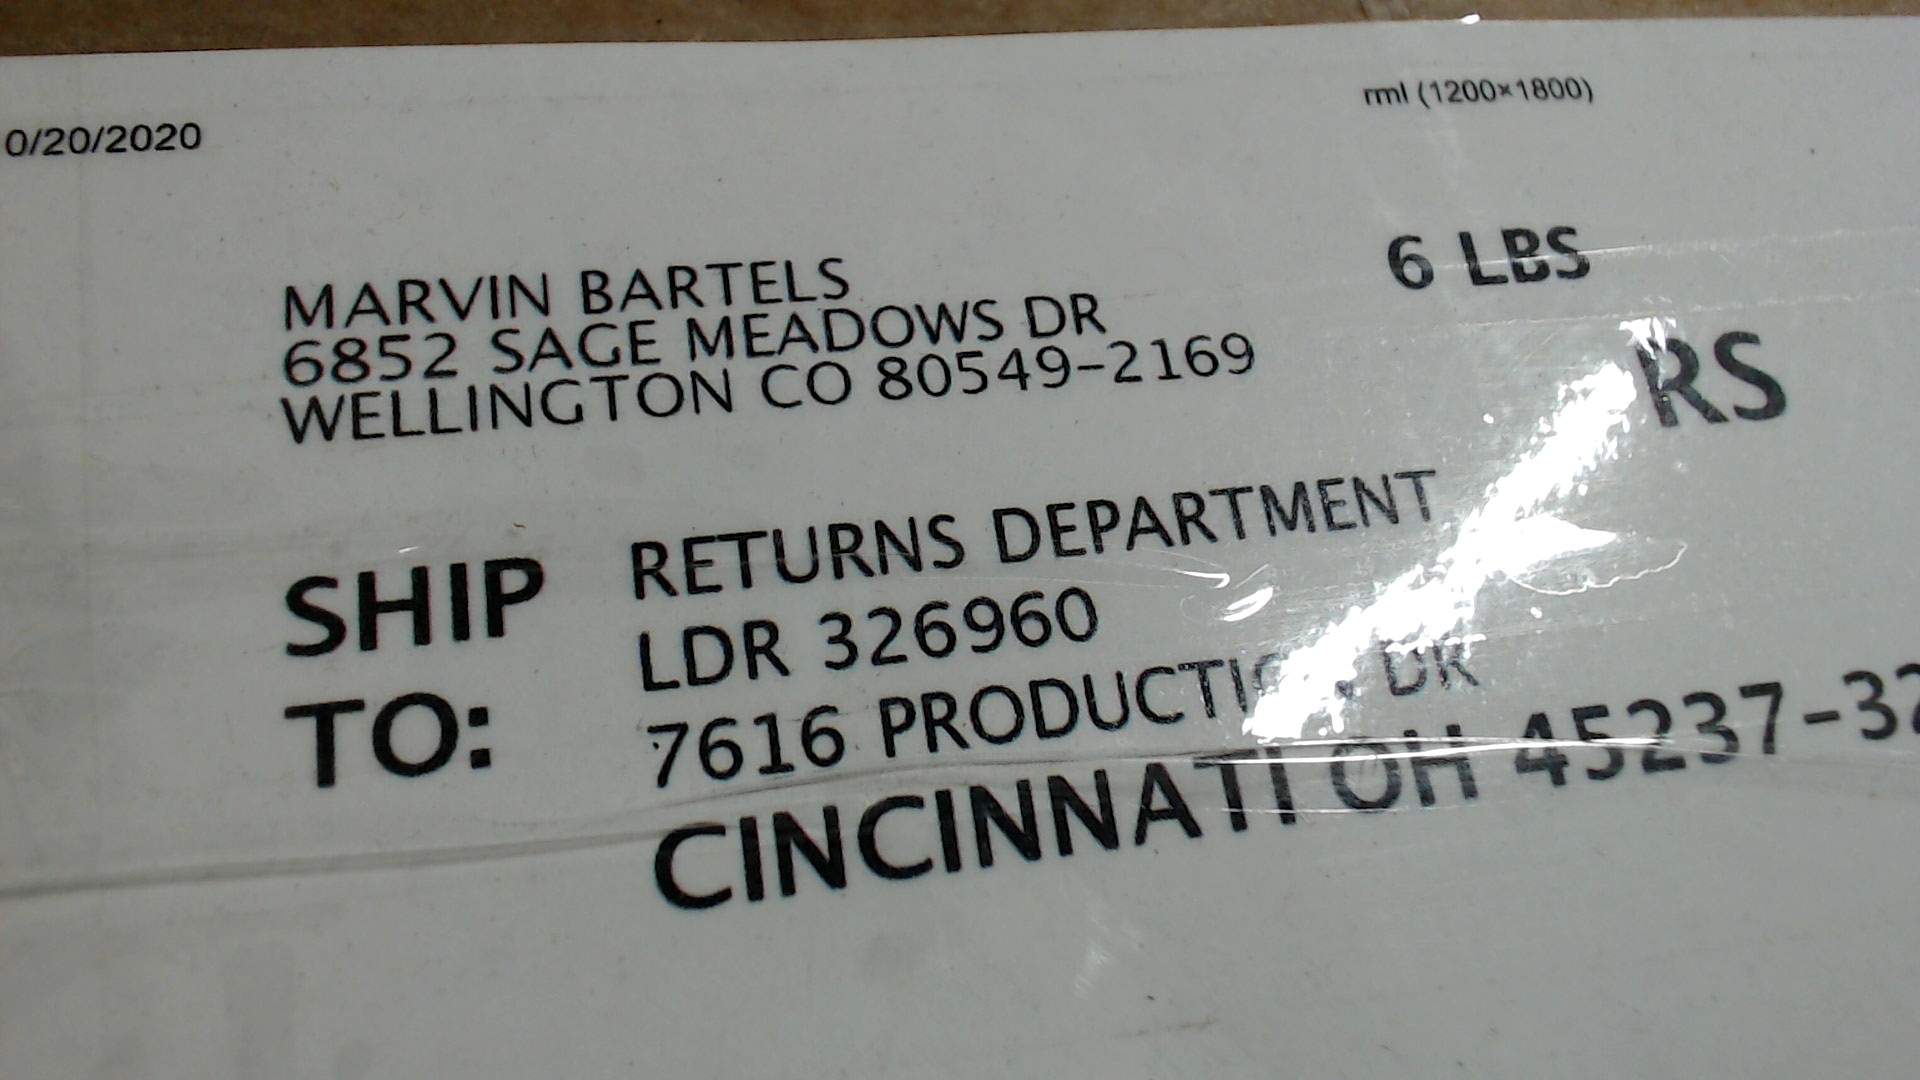 0/20/2020
rml (1200×1800)
MARVIN BARTELS
6852 SAGE MEADOWS DR
WELLINGTON CO 80549-2169
6 LBS
RS
SHIP
TO:
RETURNS DEPARTMENT
LDR 326960
7616 DR
CINCINNATI OH 45237-32